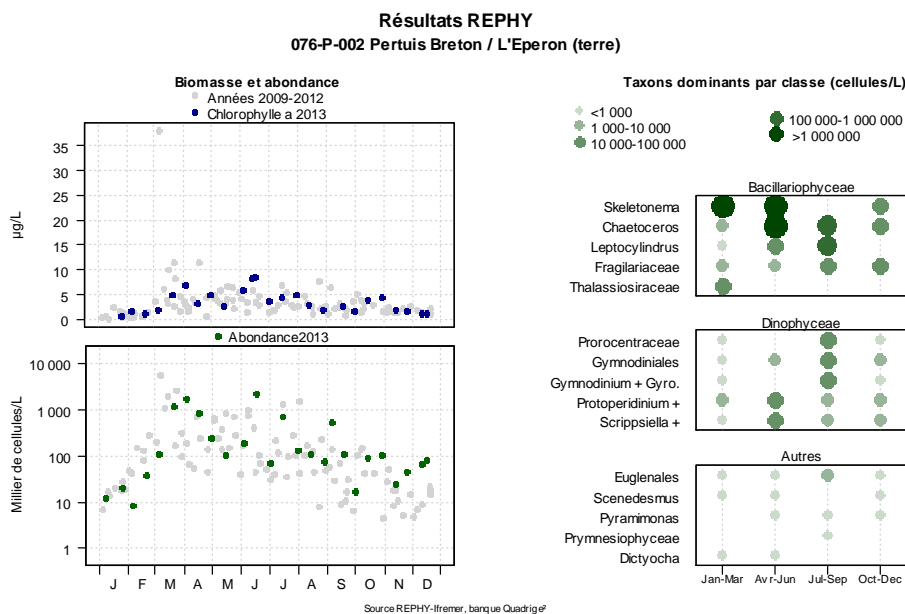 Résultats REPHY
076-P-002 Pertuis Breton / L'Eperon (terre)
Biomasse et abondance
Années 2009-2012
Chlorophylle a 2013
µg/L
35
30
25
20
15
10
5
0
Abondance2013
Millier de cellules/L
10 000
1 000
100
10
1
J F M A M J J A S O N D
Taxons dominants par classe (cellules/L)
<1 000
1 000-10 000
10 000-100 000
100 000-1 000 000
>1 000 000
Bacillariophyceae
Skeletonema
Chaetoceros
Leptocylindrus
Fragilariaceae
Thalassiosiraceae
Dinophyceae
Prorocentraceae
Gymnodiniales
Gymnodinium + Gyro.
Protoperidinium +
Scrippsiella +
Autres
Euglenales
Scenedesmus
Pyramimonas
Prymnesiophyceae
Dictyocha
Jan-Mar Avr-Jun Jul-Sep Oct-Dec
Source REPHY-Ifremer, banque Quadrige²